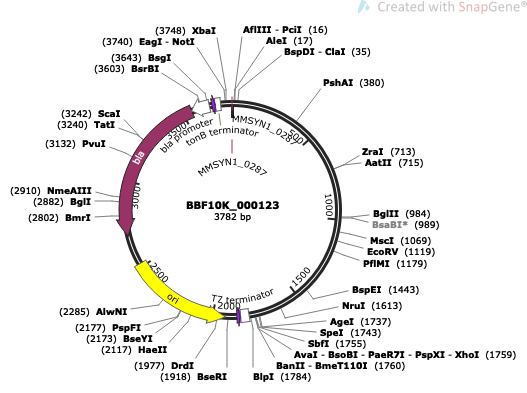 Created with SnapGene®
(3748) XbaI
(3740) EagI - NotI
(3643) BsgI
(3603) BsrBI
AflIII - PciI (16)
AleI (17)
BspDI - ClaI (35)
PshAI (380)
(3242) ScaI
(3240) TatI
(3132) PvuI
ZraI (713)
AatII (715)
(2910) NmeAIII
(2882) BglI
(2802) BmrI
BglII (984)
BsaBI* (989)
MscI (1069)
EcoRV (1119)
PflMI (1179)
BspEI (1443)
NruI (1613)
AgeI (1737)
SpeI (1743)
SbfI (1755)
AvaI - BsoBI - PaeR7I - PspXI - XhoI (1759)
BanII - BmeT110I (1760)
BlpI (1784)
(2285) AlwNI
(2177) PspFI
(2173) BseYI
(2117) HaeII
(1977) DrdI
(1918) BseRI
bla promoter
tonB terminator
MMSYN1_0287
MMSYN1_0287
bla
ori
T7 terminator
500
1000
1500
2000
2500
3000
3500
BBF10K_000123
3782 bp